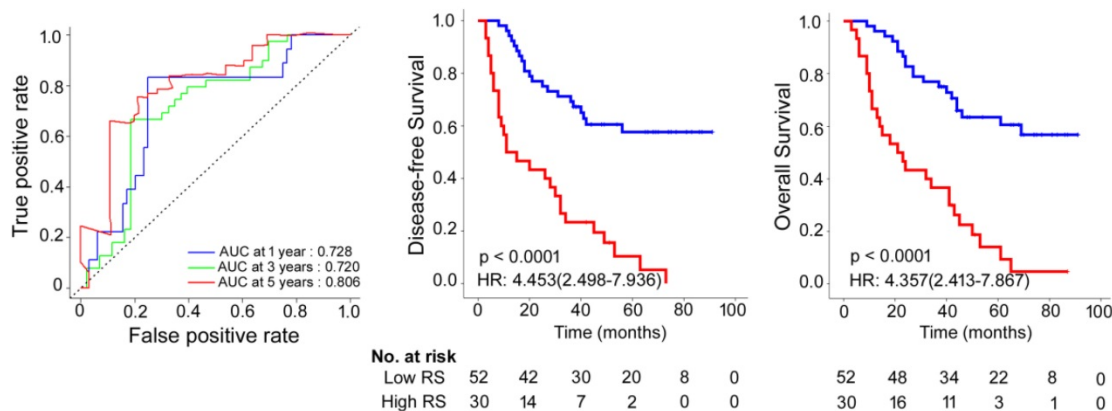 True positive rate
1.0
0.8
0.6
0.4
0.2
0
AUC at 1 year : 0.728
AUC at 3 years : 0.720
AUC at 5 years : 0.806
0 0.2 0.4 0.6 0.8 1.0
False positive rate
Disease-free Survival
1.0
0.8
0.6
0.4
0.2
0.0
p < 0.0001
HR: 4.453(2.498-7.936)
0 20 40 60 80 100
Time (months)
Overall Survival
1.0
0.8
0.6
0.4
0.2
0.0
p < 0.0001
HR: 4.357(2.413-7.867)
0 20 40 60 80 100
Time (months)
No. at risk
Low RS 52 42 30 20 8 0 52 48 34 22 8 0
High RS 30 14 7 2 0 0 30 16 11 3 1 0